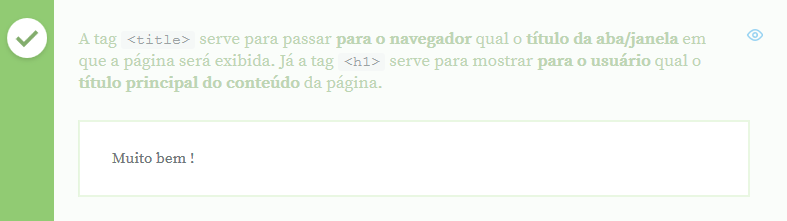 A tag <title> serve para passar para o navegador qual o título da aba/janela em
que a página será exibida. Já a tag <h1> serve para mostrar para o usuário qual o
título principal do conteúdo da página.
Muito bem !